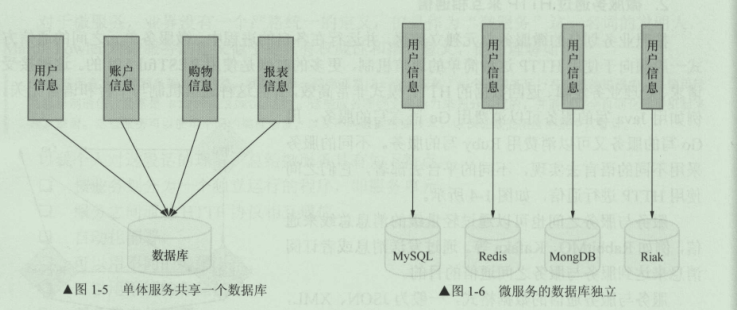 用户信息
账户信息
购物信息
报表信息
数据库
▲图 1-5 单体服务共享一个数据库
用户信息
用户信息
用户信息
用户信息
MySQL
Redis
MongDB
Riak
▲图 1-6 微服务的数据库独立